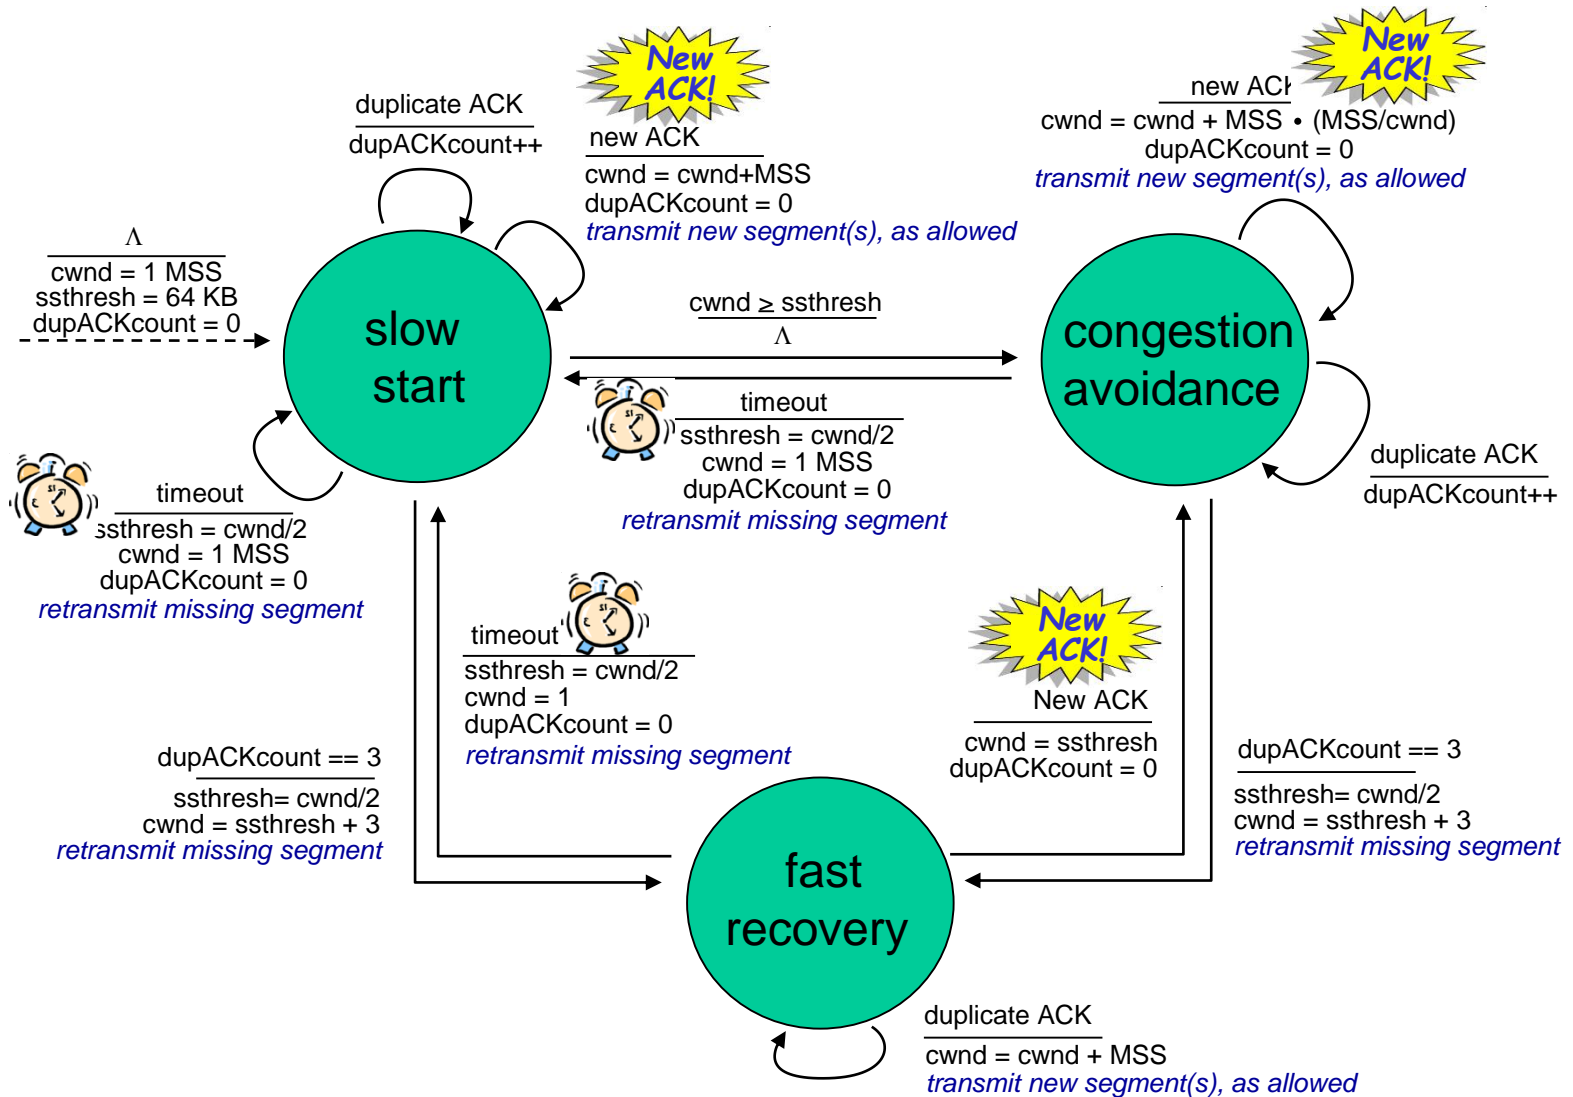 New
ACK!
duplicate ACK
dupACKcount++
new ACK
cwnd = cwnd+MSS
dupACKcount = 0
transmit new segment(s), as allowed
New
ACK!
new ACK
cwnd = cwnd + MSS • (MSS/cwnd)
dupACKcount = 0
transmit new segment(s), as allowed
Λ
cwnd = 1 MSS
ssthresh = 64 KB
dupACKcount = 0
slow
start
cwnd ≥ ssthresh
Λ
timeout
ssthresh = cwnd/2
cwnd = 1 MSS
dupACKcount = 0
retransmit missing segment
congestion
avoidance
duplicate ACK
dupACKcount++
timeout
ssthresh = cwnd/2
cwnd = 1 MSS
dupACKcount = 0
retransmit missing segment
timeout
ssthresh = cwnd/2
cwnd = 1
dupACKcount = 0
retransmit missing segment
New
ACK!
New ACK
cwnd = ssthresh
dupACKcount = 0
dupACKcount == 3
ssthresh= cwnd/2
cwnd = ssthresh + 3
retransmit missing segment
dupACKcount == 3
ssthresh= cwnd/2
cwnd = ssthresh + 3
retransmit missing segment
fast
recovery
duplicate ACK
cwnd = cwnd + MSS
transmit new segment(s), as allowed